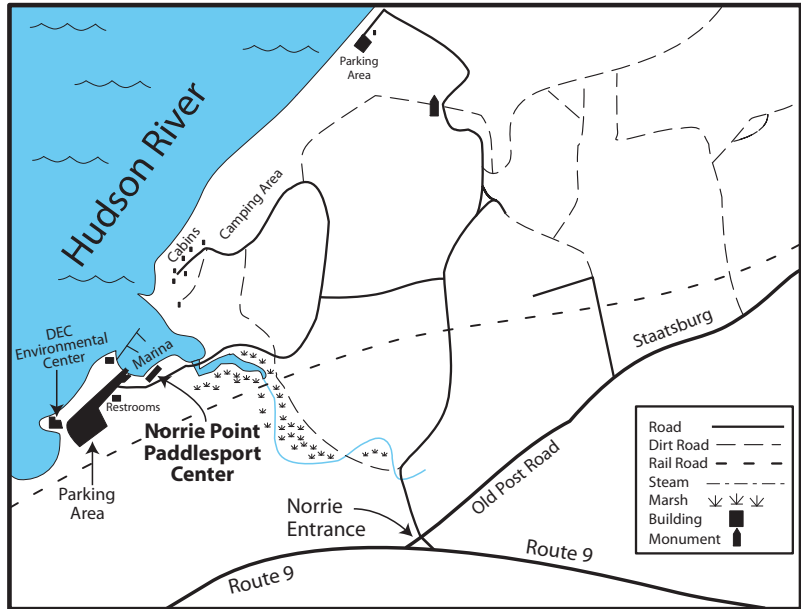 Parking
Area
Hudson River
Camping Area
Cabins
DEC
Environmental
Center
Marina
Restrooms
Norrie Point
Paddlesport
Center
Parking
Area
Staatsburg
Old Post Road
Norrie
Entrance
Route 9
Route 9
Road
Dirt Road
Rail Road
Steam
Marsh
Building
Monument